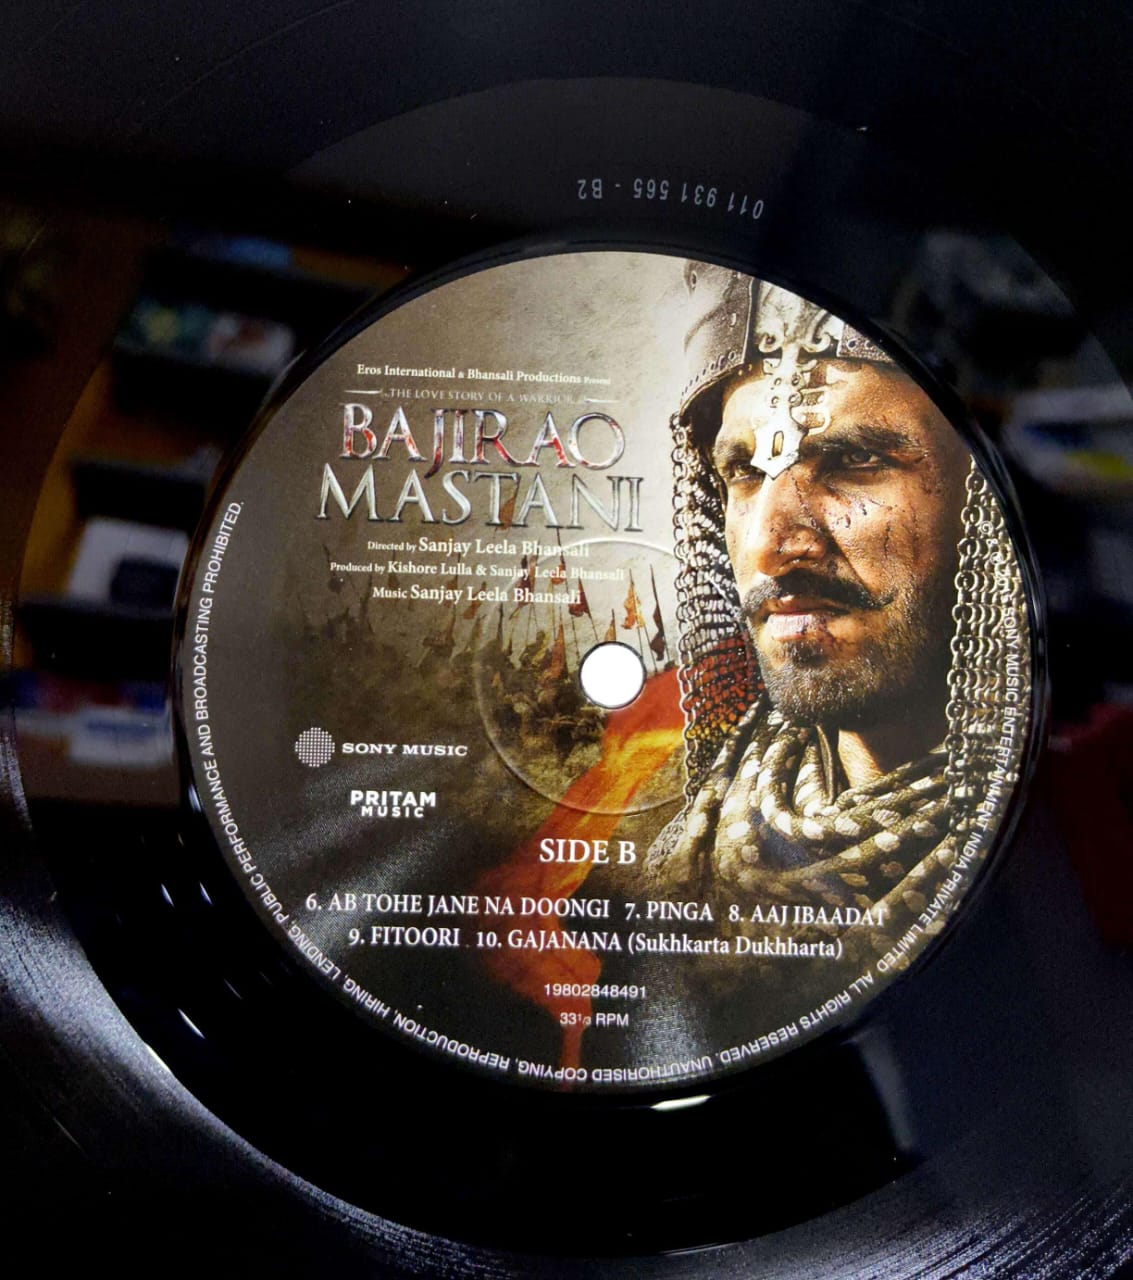 011 931 565 - B2
Eros International & Bhansali Productions Present
THE LOVE STORY OF A WARRIOR
BAJIRAO
MASTANI
Directed by Sanjay Leela Bhansali
Produced by Kishore Lulla & Sanjay Leela Bhansali
Music Sanjay Leela Bhansali
SONY MUSIC
PRITAM
MUSIC
SIDE B
6. AB TOHE JANE NA DOONGI 7. PINGA 8. AAJ IBAADAT
9. FITOORI 10. GAJANANA (Sukhkarta Dukhharta)
19802848491
33 1/3 RPM
SONY MUSIC ENTERTAINMENT INDIA PRIVATE LIMITED ALL RIGHTS RESERVED. UNAUTHORISED COPYING, REPRODUCTION, HIRING, LENDING, PUBLIC PERFORMANCE AND BROADCASTING PROHIBITED.